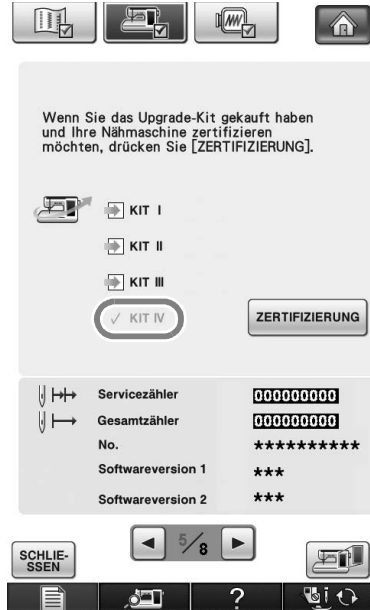 Wenn Sie das Upgrade-Kit gekauft haben
und Ihre Nähmaschine zertifizieren
möchten, drücken Sie [ZERTIFIZIERUNG].
KIT I
KIT II
KIT III
✓ KIT IV
ZERTIFIZIERUNG
Servicezähler 000000000
Gesamtzähler 000000000
No. **********
Softwareversion 1 ***
Softwareversion 2 ***
SCHLIE-
SSEN
5/8
?